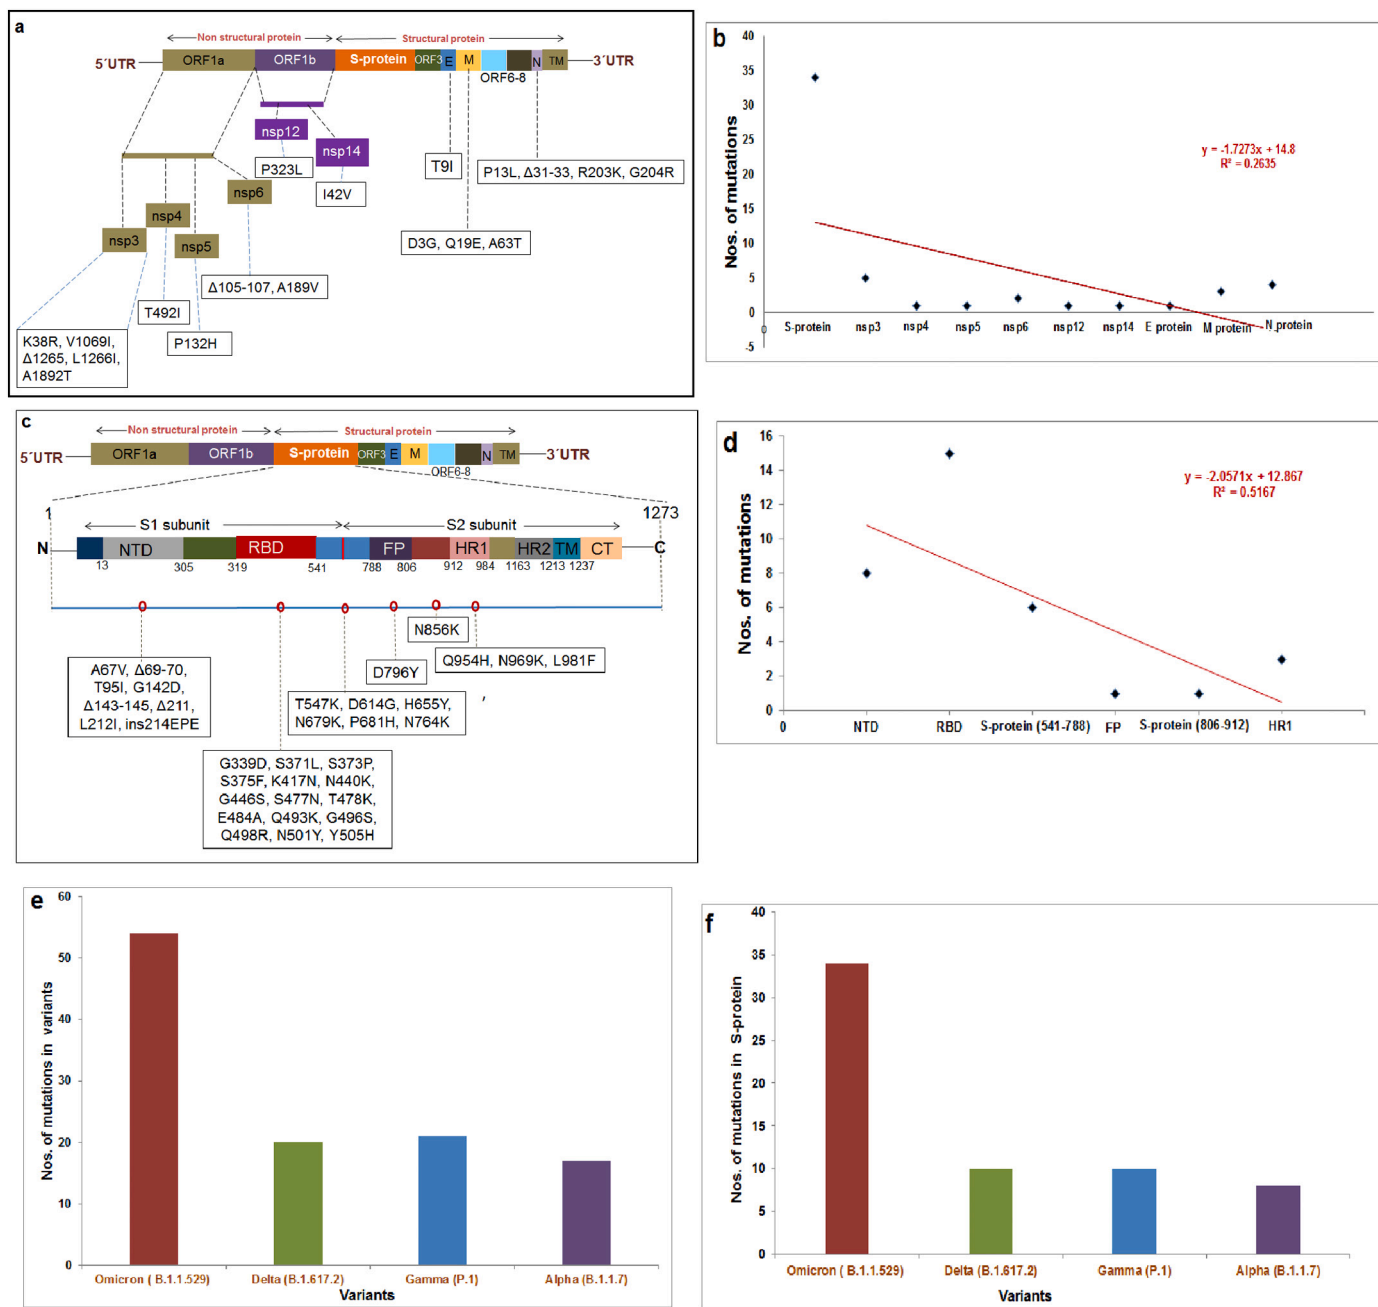 a
Non structural protein
Structural protein
5´UTR
ORF1a
ORF1b
S-protein
ORF3
E
M
ORF6-8
N
TM
3´UTR
nsp12
P323L
nsp14
I42V
T9I
P13L, Δ31-33, R203K, G204R
nsp6
nsp4
nsp3
nsp5
D3G, Q19E, A63T
Δ105-107, A189V
T492I
P132H
K38R, V1069I,
Δ1265, L1266I,
A1892T
b
Nos. of mutations
40
35
30
25
20
15
10
5
0
-5
y = -1.7273x + 14.8
R² = 0.2635
0
S-protein
nsp3
nsp4
nsp5
nsp6
nsp12
nsp14
E protein
M protein
N protein
c
Non structural protein
Structural protein
5´UTR
ORF1a
ORF1b
S-protein
ORF3
E
M
ORF6-8
N
TM
3´UTR
1
1273
S1 subunit
S2 subunit
N
NTD
RBD
FP
HR1
HR2
TM
CT
C
13
305
319
541
788
806
912
984
1163
1213
1237
N856K
Q954H, N969K, L981F
D796Y
A67V, Δ69-70,
T95I, G142D,
Δ143-145, Δ211,
L212I, ins214EPE
T547K, D614G, H655Y,
N679K, P681H, N764K
,
G339D, S371L, S373P,
S375F, K417N, N440K,
G446S, S477N, T478K,
E484A, Q493K, G496S,
Q498R, N501Y, Y505H
d
Nos. of mutations
16
14
12
10
8
6
4
2
0
y = -2.0571x + 12.867
R² = 0.5167
0
NTD
RBD
S-protein (541-788)
FP
S-protein (806-912)
HR1
e
Nos. of mutations in variants
60
50
40
30
20
10
0
Omicron ( B.1.1.529)
Delta (B.1.617.2)
Gamma (P.1)
Alpha (B.1.1.7)
Variants
f
Nos. of mutations in S-protein
40
35
30
25
20
15
10
5
0
Omicron ( B.1.1.529)
Delta (B.1.617.2)
Gamma (P.1)
Alpha (B.1.1.7)
Variants